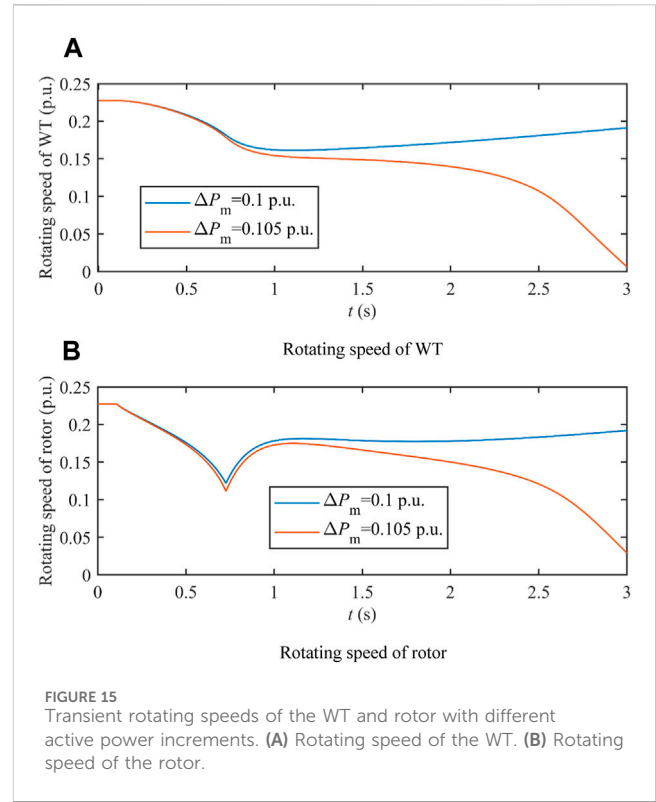 A
0.25
0.2
0.15
0.1
0.05
0
Rotating speed of WT (p.u.)
ΔPm=0.1 p.u.
ΔPm=0.105 p.u.
0 0.5 1 1.5 2 2.5 3
t (s)
Rotating speed of WT
B
0.25
0.2
0.15
0.1
0.05
0
Rotating speed of rotor (p.u.)
ΔPm=0.1 p.u.
ΔPm=0.105 p.u.
0 0.5 1 1.5 2 2.5 3
t (s)
Rotating speed of rotor
FIGURE 15
Transient rotating speeds of the WT and rotor with different
active power increments. (A) Rotating speed of the WT. (B) Rotating
speed of the rotor.